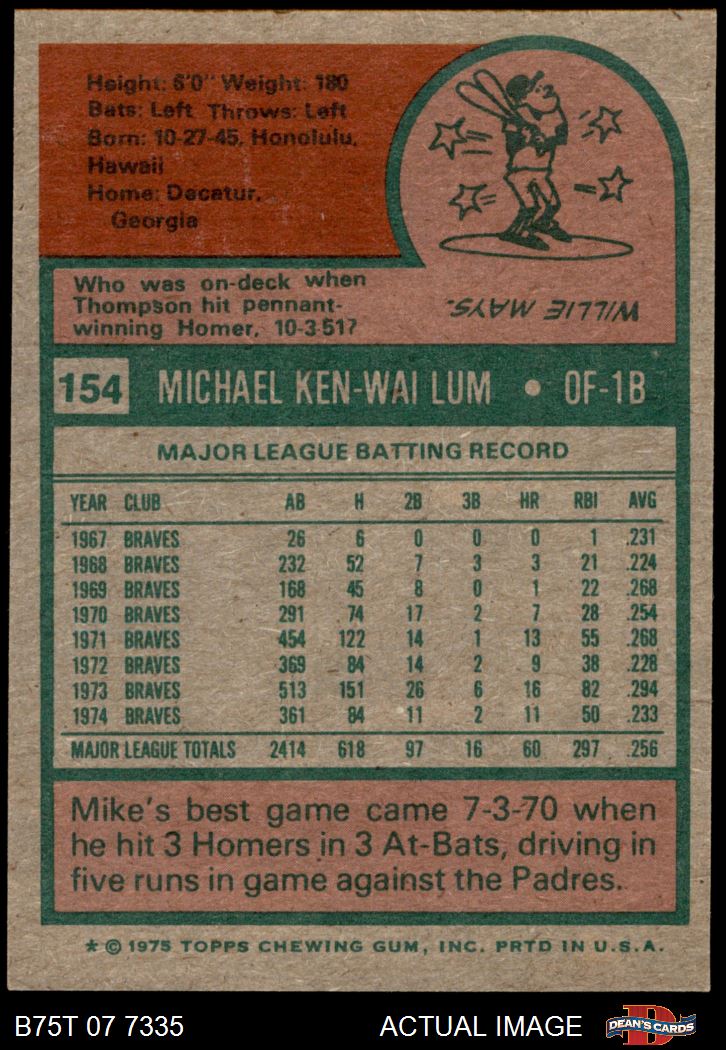 Height: 6'0" Weight: 180
Bats: Left Throws: Left
Born: 10-27-45, Honolulu,
Hawaii
Home: Decatur,
Georgia
Who was on-deck when
Thompson hit pennant-
winning Homer, 10-3-51?
WILLIE MAYS.
154 MICHAEL KEN-WAI LUM • OF-1B
MAJOR LEAGUE BATTING RECORD
YEAR CLUB AB H 2B 3B HR RBI AVG
1967 BRAVES 26 6 0 0 0 1 .231
1968 BRAVES 232 52 7 3 3 21 .224
1969 BRAVES 168 45 8 0 1 22 .268
1970 BRAVES 291 74 17 2 7 28 .254
1971 BRAVES 454 122 14 1 13 55 .268
1972 BRAVES 369 84 14 2 9 38 .228
1973 BRAVES 513 151 26 6 16 82 .294
1974 BRAVES 361 84 11 2 11 50 .233
MAJOR LEAGUE TOTALS 2414 618 97 16 60 297 .256
Mike's best game came 7-3-70 when
he hit 3 Homers in 3 At-Bats, driving in
five runs in game against the Padres.
* © 1975 TOPPS CHEWING GUM, INC. PRTD IN U.S.A.
B75T 07 7335 ACTUAL IMAGE DEAN'S CARDS